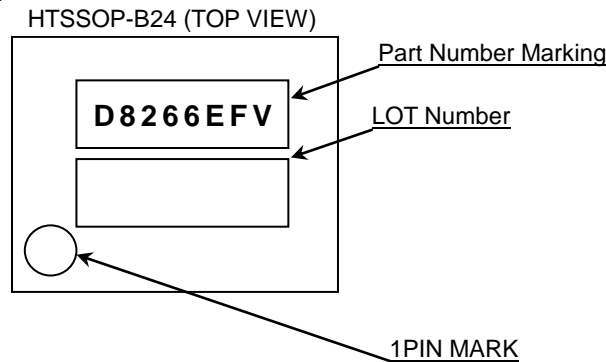 HTSSOP-B24 (TOP VIEW)
Part Number Marking
D8266EFV
LOT Number
1PIN MARK